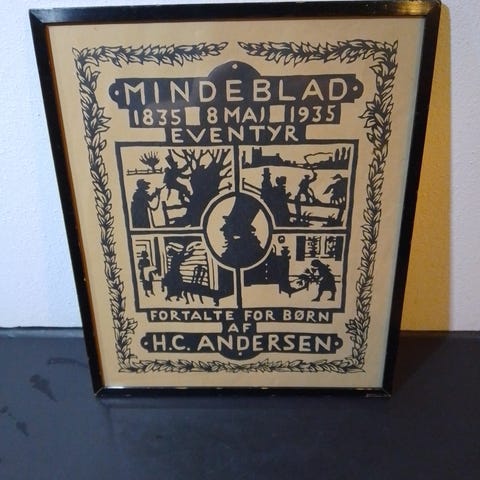 MINDEBLAD
1835 8 MAJ 1935
EVENTYR
FORTALTE FOR BØRN
AF
H.C. ANDERSEN